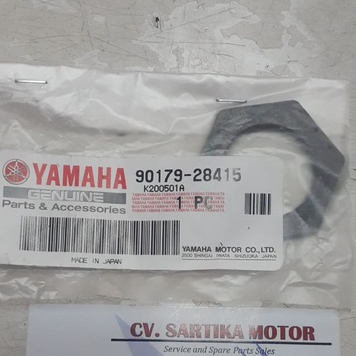 YAMAHA
GENUINE
Parts & Accessories
90179-28415
K200501A
1 PC
MADE IN JAPAN
YAMAHA MOTOR CO., LTD.
2500 SHINGAI IWATA SHIZUOKA JAPAN
CV. SARTIKA MOTOR
Service and Spare Parts Sales